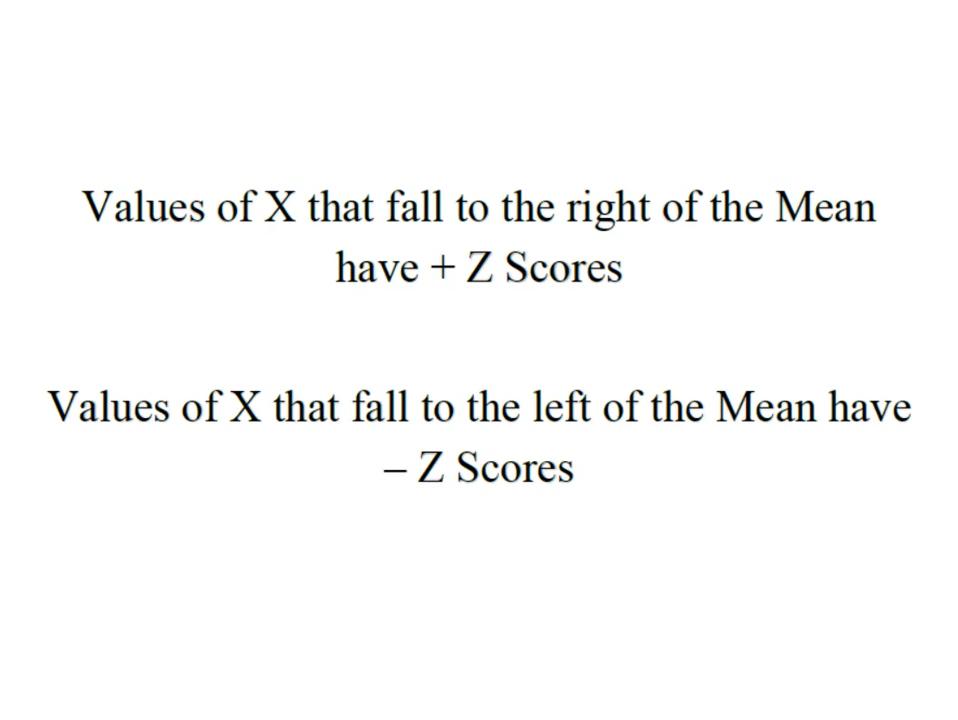 Values of X that fall to the right of the Mean
have + Z Scores
Values of X that fall to the left of the Mean have
– Z Scores